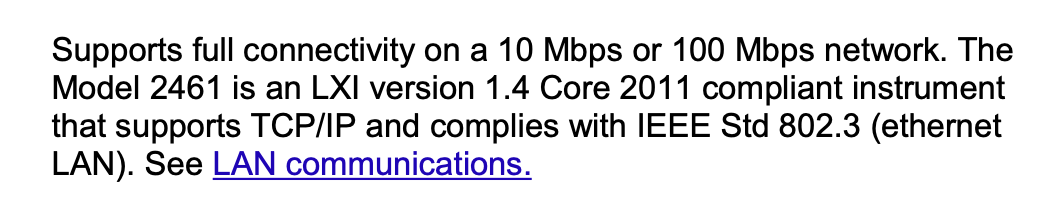 Supports full connectivity on a 10 Mbps or 100 Mbps network. The
Model 2461 is an LXI version 1.4 Core 2011 compliant instrument
that supports TCP/IP and complies with IEEE Std 802.3 (ethernet
LAN). See LAN communications.